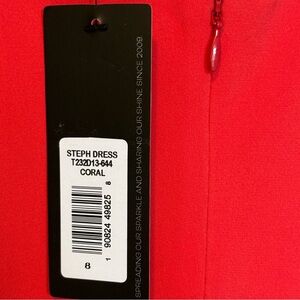 STEPH DRESS
T232D13-644
CORAL
1 90824 49825 8
8
SPREADING OUR SPARKLE AND SHARING OUR SHINE SINCE 2009